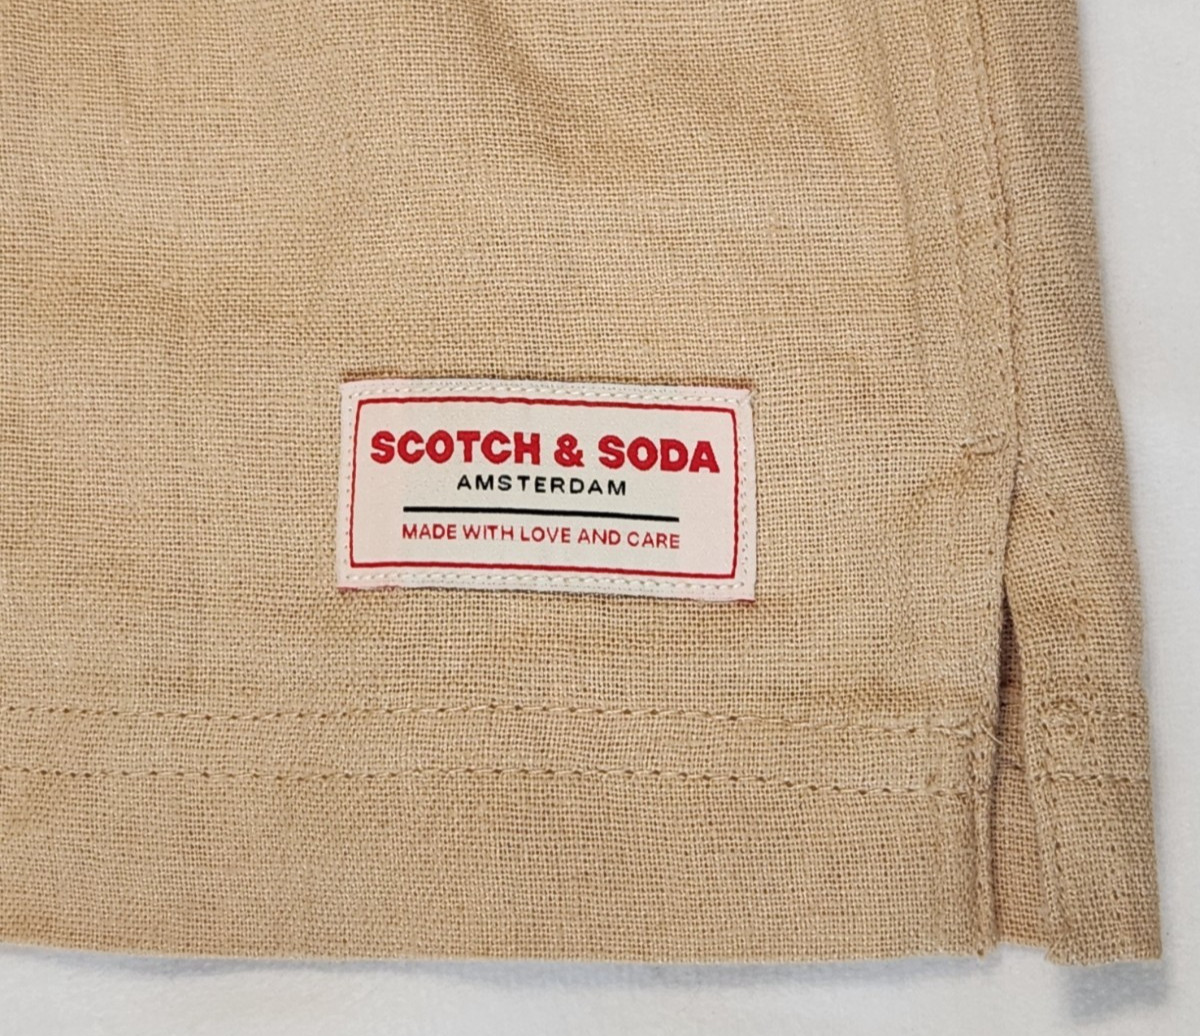 SCOTCH & SODA
AMSTERDAM
MADE WITH LOVE AND CARE